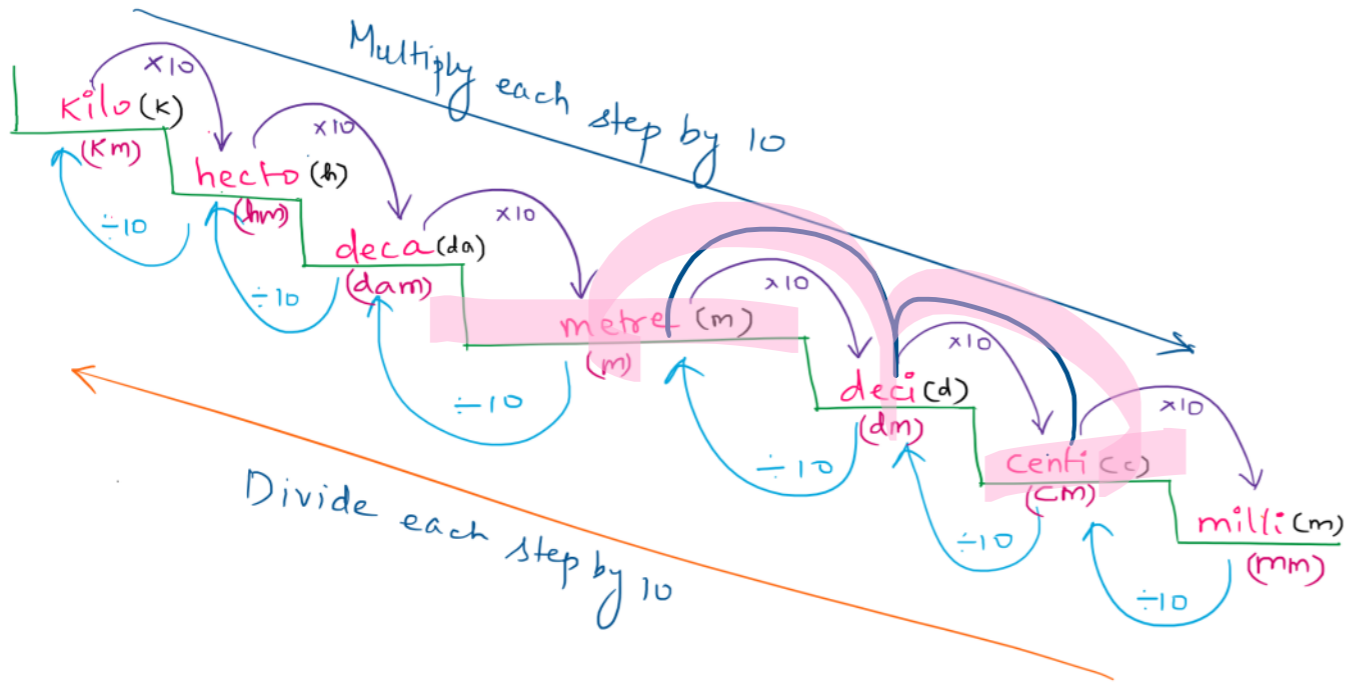 Multiply each step by 10
×10
Kilo (K)
(Km)
×10
hecto (h)
(hm)
÷10
×10
deca (da)
(dam)
÷10
×10
metre (m)
(m)
÷10
×10
deci (d)
(dm)
÷10
×10
centi (c)
(cm)
÷10
milli (m)
(mm)
÷10
Divide each step by 10